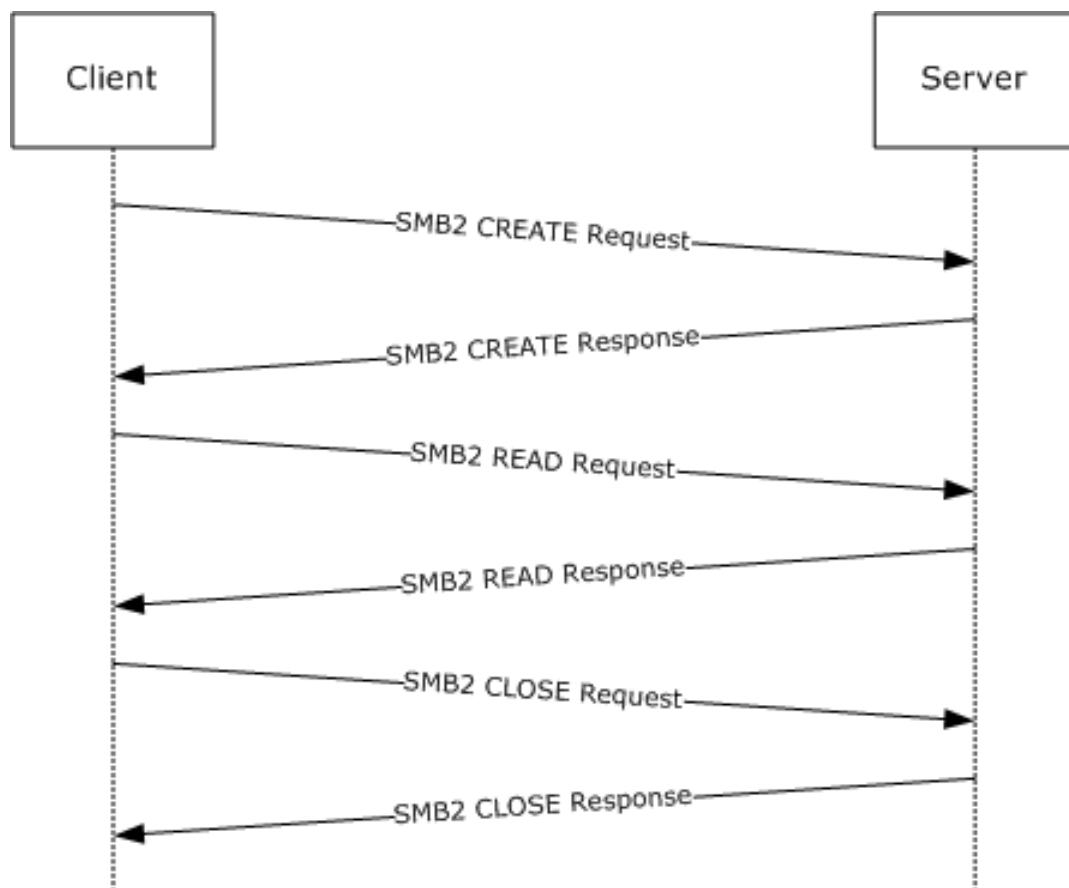 Client
Server
SMB2 CREATE Request
SMB2 CREATE Response
SMB2 READ Request
SMB2 READ Response
SMB2 CLOSE Request
SMB2 CLOSE Response